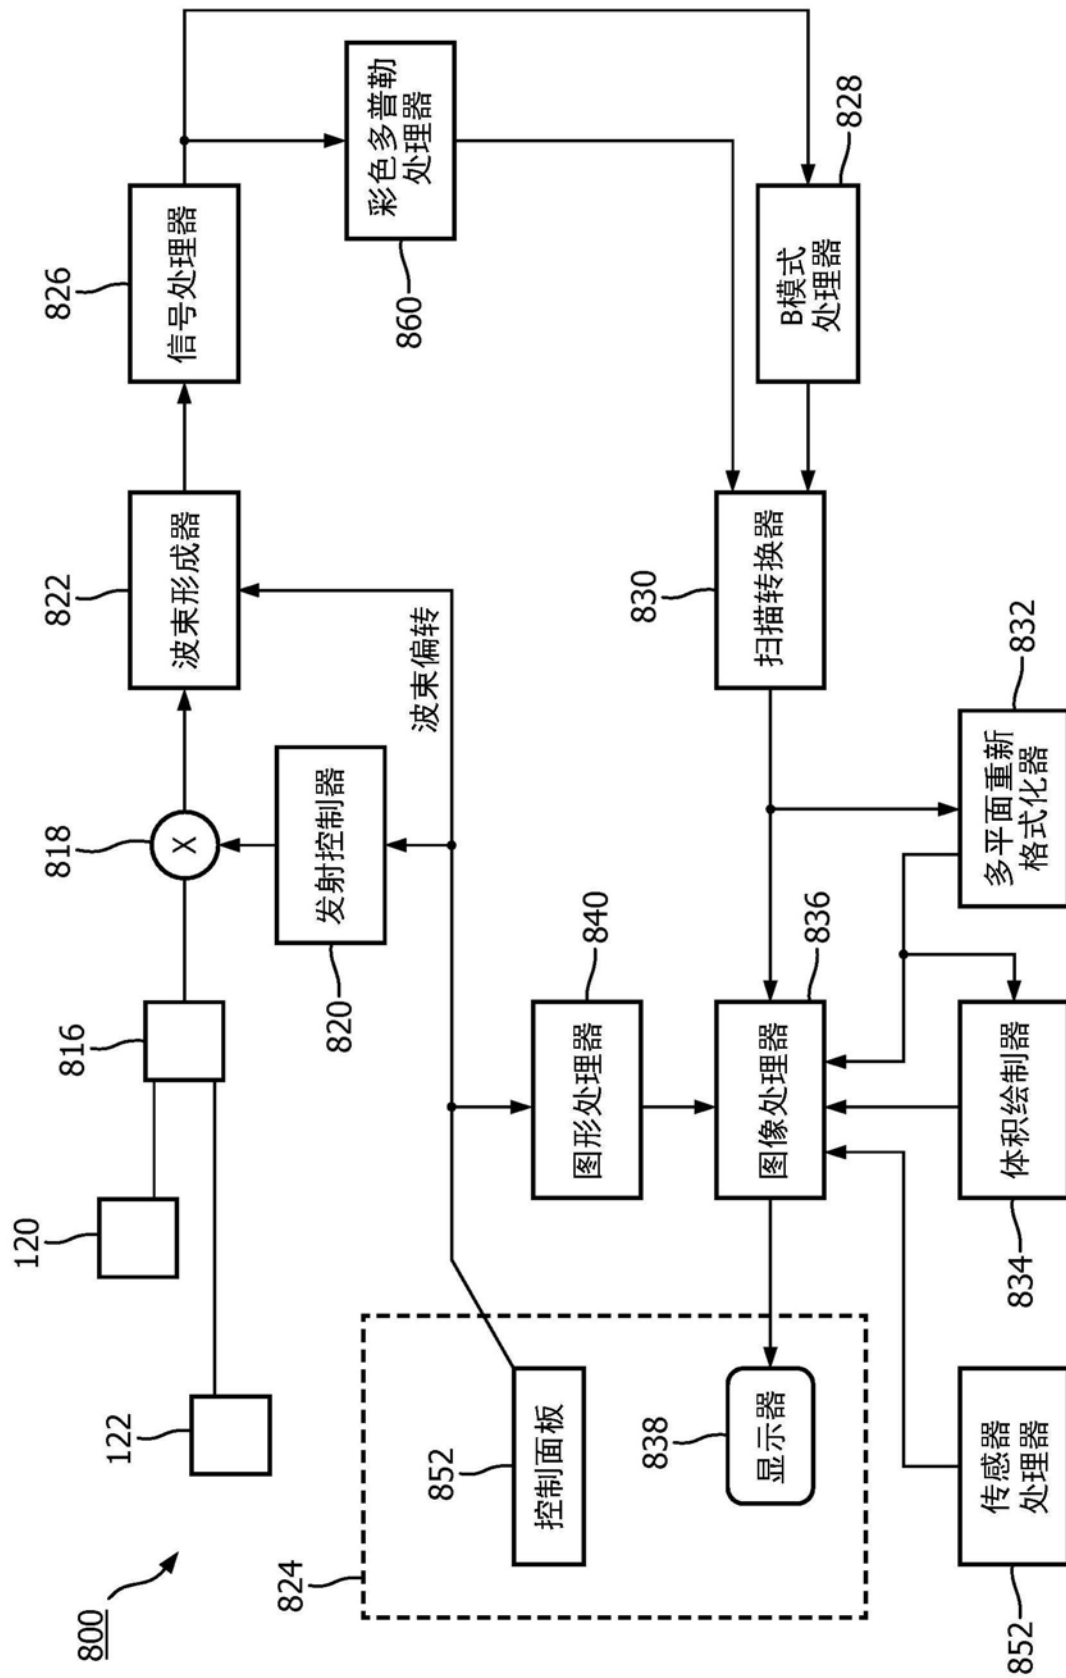 800
122
120
816
818
822
波束形成器
826
信号处理器
X
820
发射控制器
波束偏转
860
彩色多普勒
处理器
824
852
控制面板
840
图形处理器
838
显示器
836
图像处理器
830
扫描转换器
828
B模式
处理器
852
传感器
处理器
834
体积绘制器
832
多平面重新
格式化器